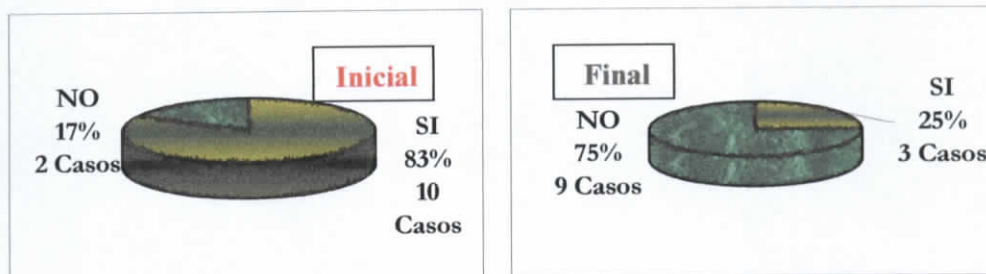 Inicial
NO
17%
2 Casos
SI
83%
10
Casos
Final
NO
75%
9 Casos
SI
25%
3 Casos